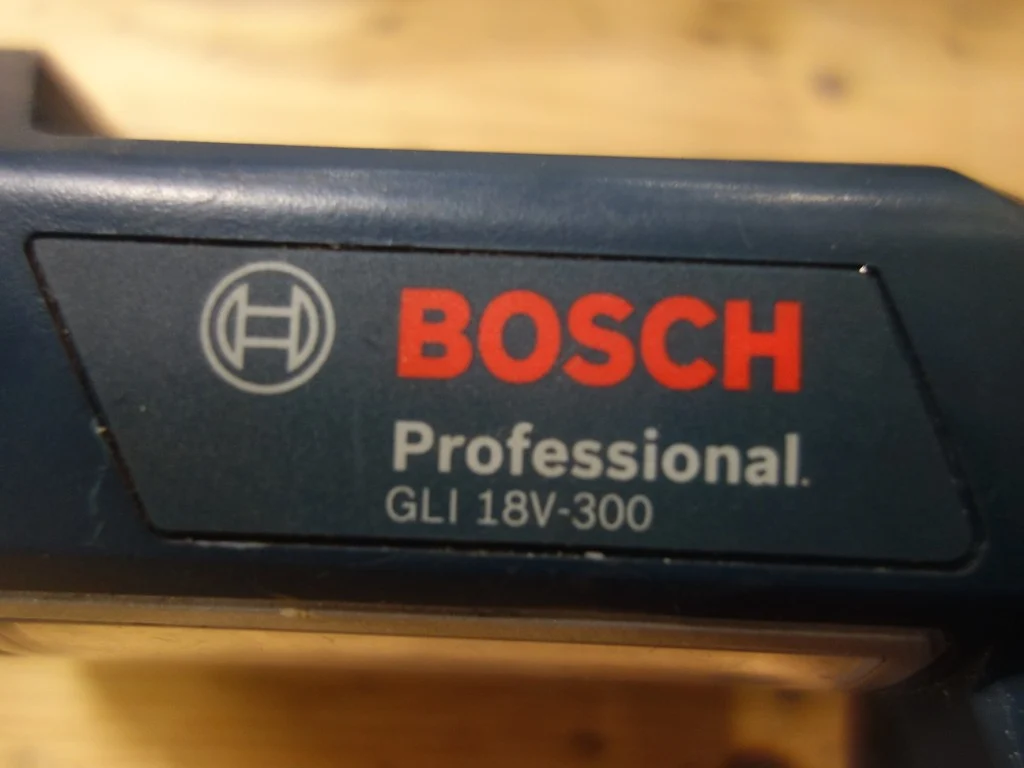 BOSCH
Professional
GLI 18V-300